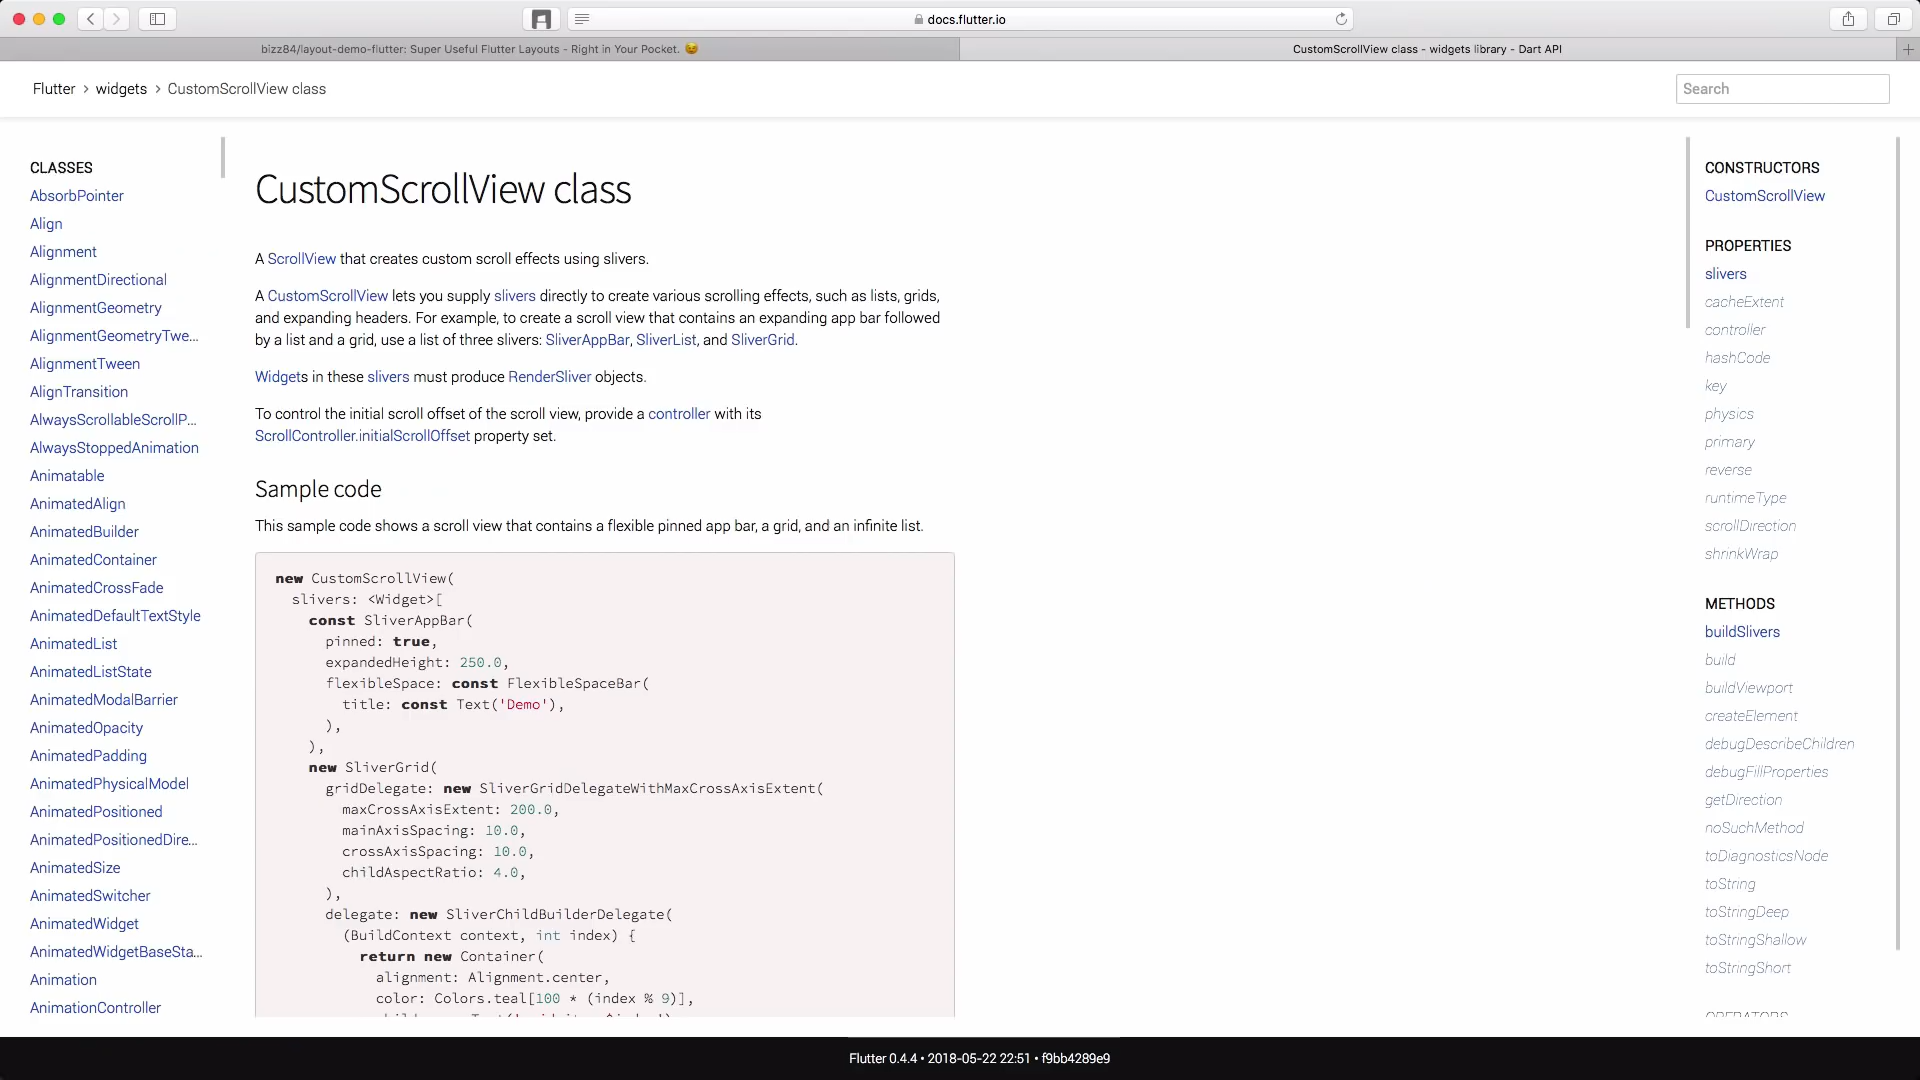 docs.flutter.io
bizz84/layout-demo-flutter: Super Useful Flutter Layouts - Right in Your Pocket. 😉
CustomScrollView class - widgets library - Dart API
Flutter › widgets › CustomScrollView class
Search
CLASSES
AbsorbPointer
Align
Alignment
AlignmentDirectional
AlignmentGeometry
AlignmentGeometryTwe...
AlignmentTween
AlignTransition
AlwaysScrollableScrollP...
AlwaysStoppedAnimation
Animatable
AnimatedAlign
AnimatedBuilder
AnimatedContainer
AnimatedCrossFade
AnimatedDefaultTextStyle
AnimatedList
AnimatedListState
AnimatedModalBarrier
AnimatedOpacity
AnimatedPadding
AnimatedPhysicalModel
AnimatedPositioned
AnimatedPositionedDire...
AnimatedSize
AnimatedSwitcher
AnimatedWidget
AnimatedWidgetBaseSta...
Animation
AnimationController
CustomScrollView class
A ScrollView that creates custom scroll effects using slivers.
A CustomScrollView lets you supply slivers directly to create various scrolling effects, such as lists, grids,
and expanding headers. For example, to create a scroll view that contains an expanding app bar followed
by a list and a grid, use a list of three slivers: SliverAppBar, SliverList, and SliverGrid.
Widgets in these slivers must produce RenderSliver objects.
To control the initial scroll offset of the scroll view, provide a controller with its
ScrollController.initialScrollOffset property set.
Sample code
This sample code shows a scroll view that contains a flexible pinned app bar, a grid, and an infinite list.
new CustomScrollView(
slivers: <Widget>[
const SliverAppBar(
pinned: true,
expandedHeight: 250.0,
flexibleSpace: const FlexibleSpaceBar(
title: const Text('Demo'),
),
),
new SliverGrid(
gridDelegate: new SliverGridDelegateWithMaxCrossAxisExtent(
maxCrossAxisExtent: 200.0,
mainAxisSpacing: 10.0,
crossAxisSpacing: 10.0,
childAspectRatio: 4.0,
),
delegate: new SliverChildBuilderDelegate(
(BuildContext context, int index) {
return new Container(
alignment: Alignment.center,
color: Colors.teal[100 * (index % 9)],
CONSTRUCTORS
CustomScrollView
PROPERTIES
slivers
cacheExtent
controller
hashCode
key
physics
primary
reverse
runtimeType
scrollDirection
shrinkWrap
METHODS
buildSlivers
build
buildViewport
createElement
debugDescribeChildren
debugFillProperties
getDirection
noSuchMethod
toDiagnosticsNode
toString
toStringDeep
toStringShallow
toStringShort
OPERATORS
Flutter 0.4.4 • 2018-05-22 22:51 • f9bb4289e9